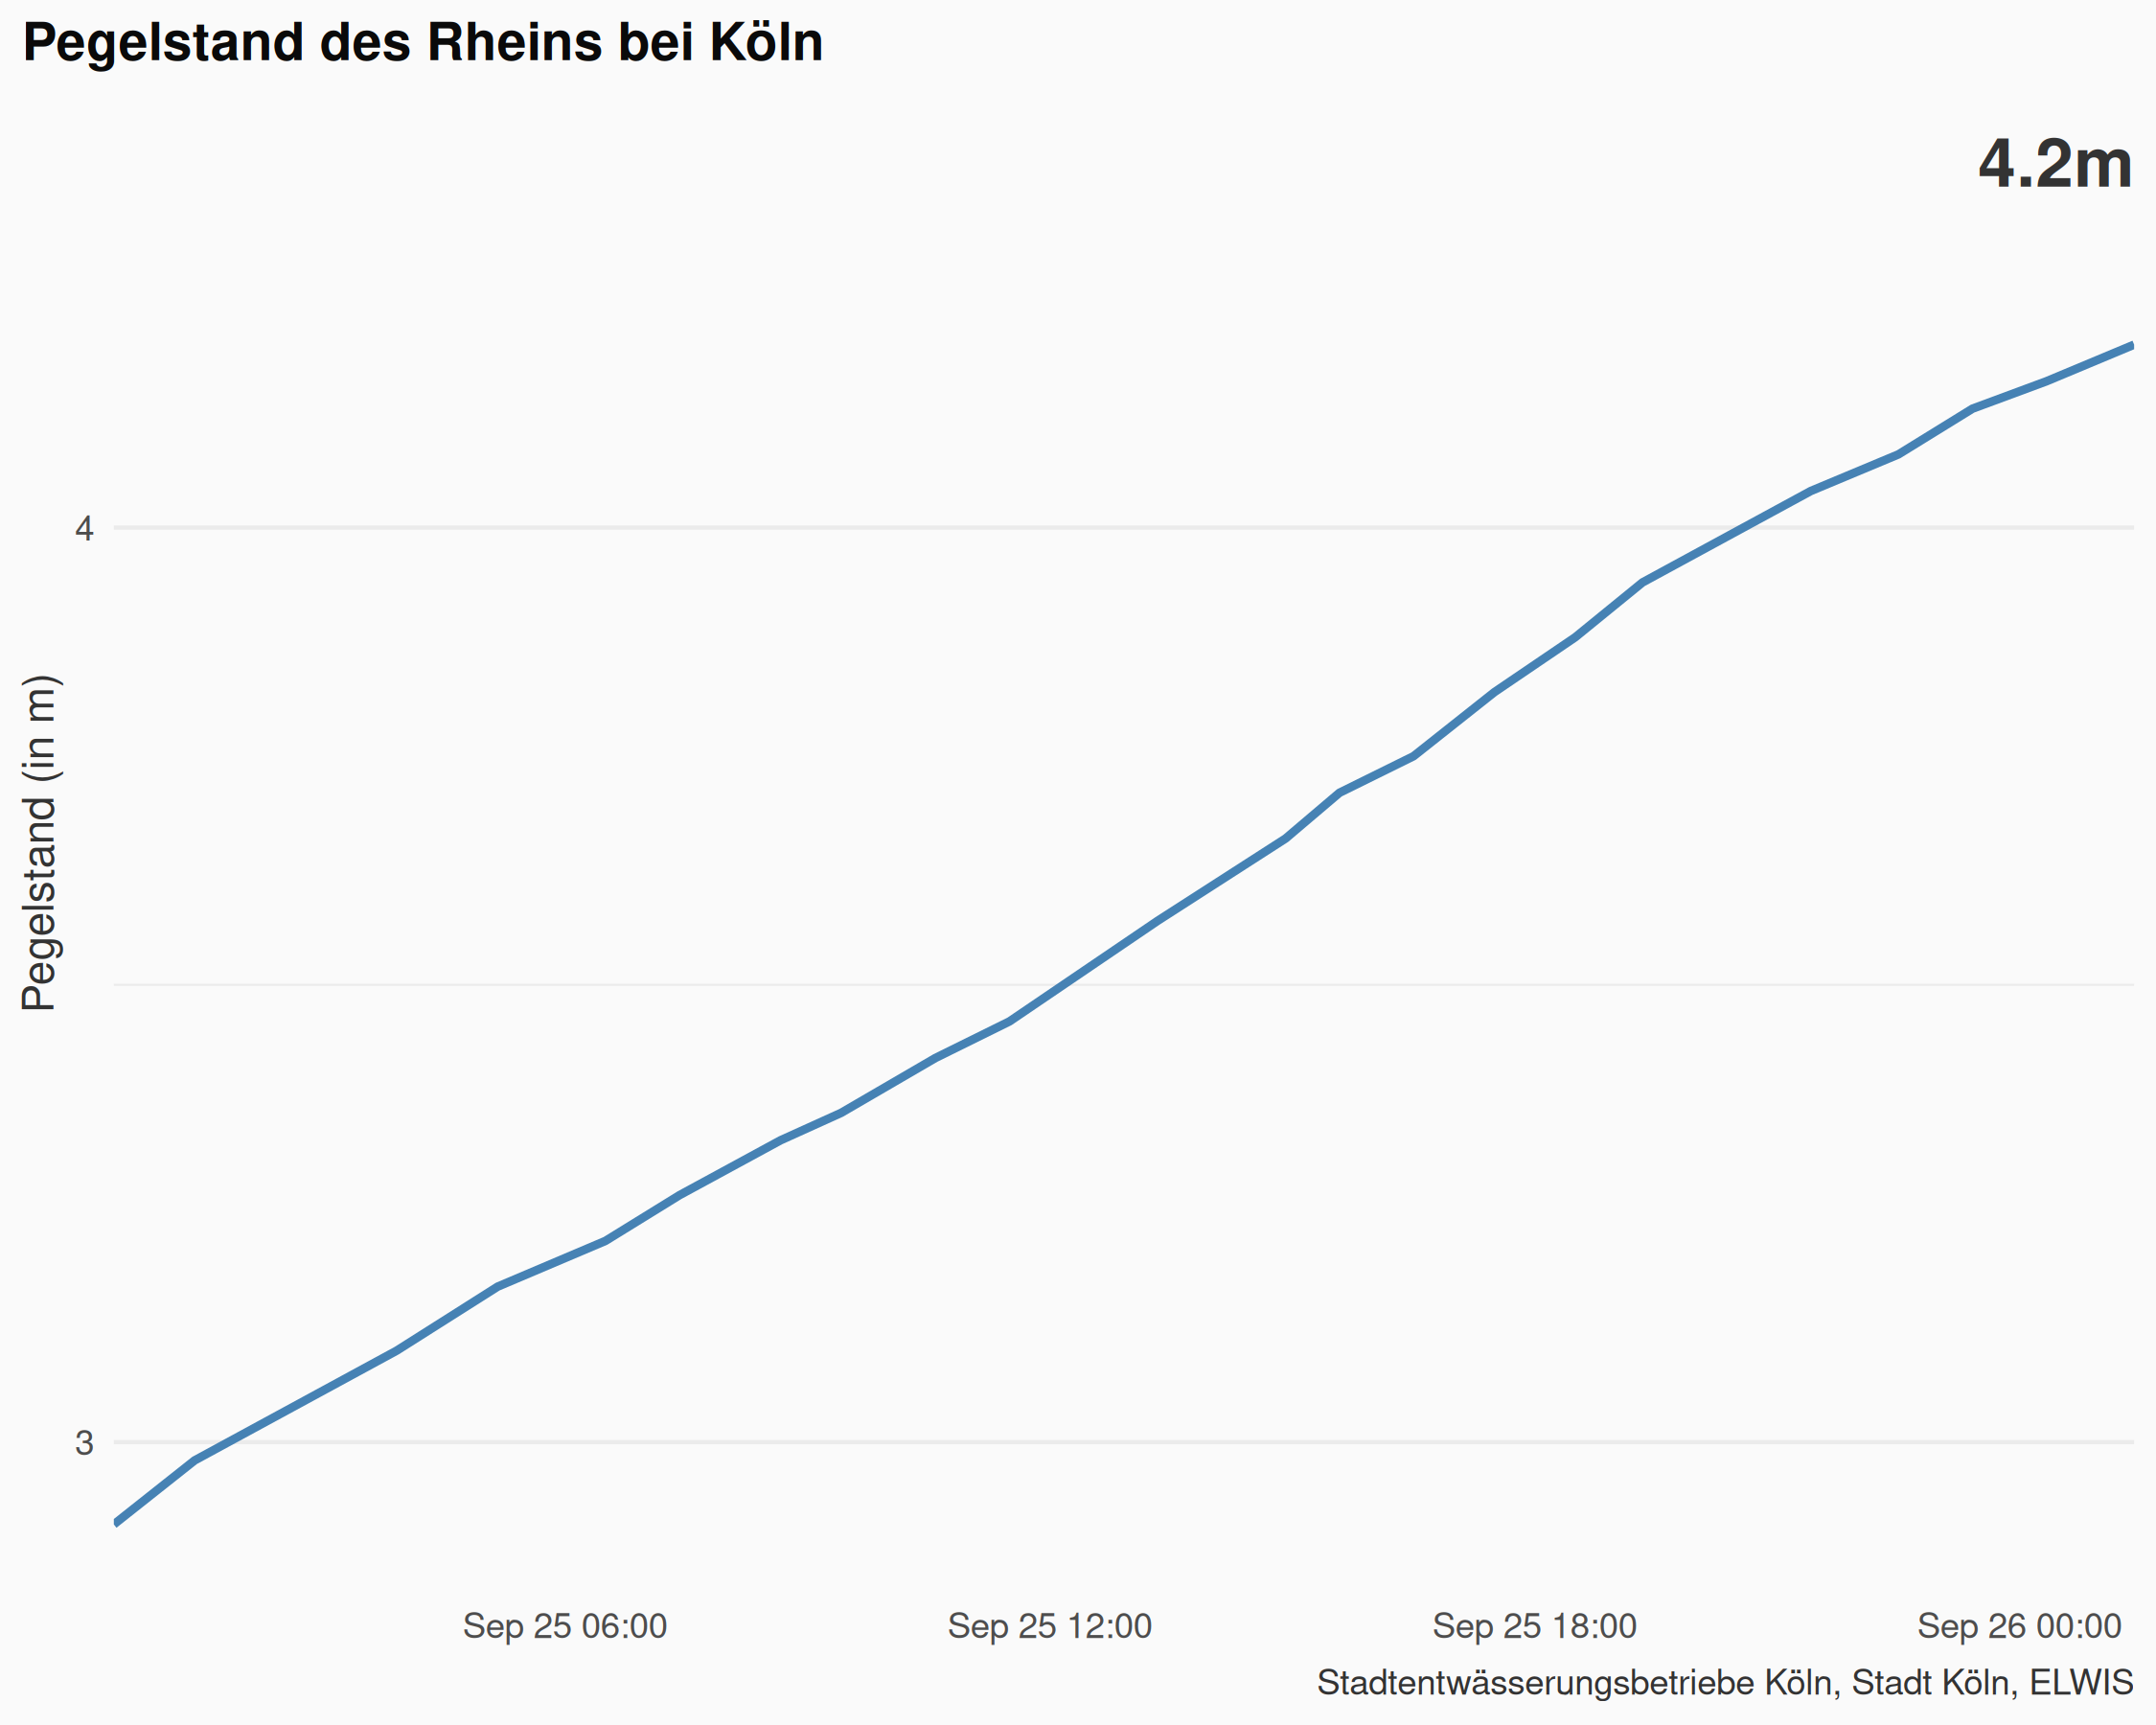 Pegelstand des Rheins bei Köln
4.2m
Pegelstand (in m)
4
3
Sep 25 06:00
Sep 25 12:00
Sep 25 18:00
Sep 26 00:00
Stadtentwässerungsbetriebe Köln, Stadt Köln, ELWIS